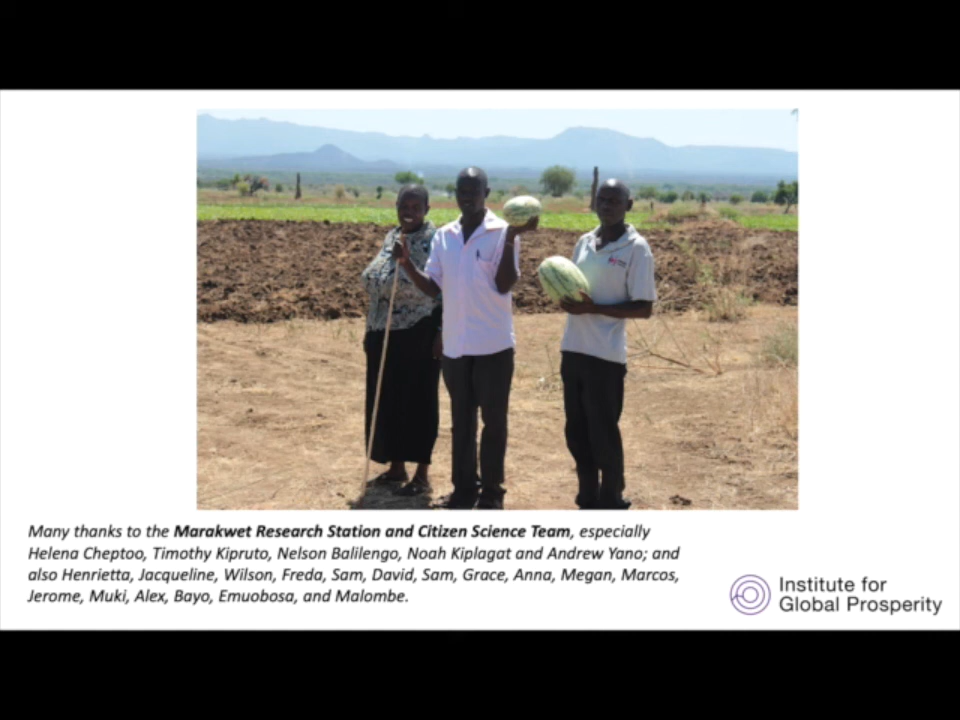 Many thanks to the Marakwet Research Station and Citizen Science Team, especially
Helena Cheptoo, Timothy Kipruto, Nelson Balilengo, Noah Kiplagat and Andrew Yano; and
also Henrietta, Jacqueline, Wilson, Freda, Sam, David, Sam, Grace, Anna, Megan, Marcos,
Jerome, Muki, Alex, Bayo, Emuobosa, and Malombe.
Institute for
Global Prosperity